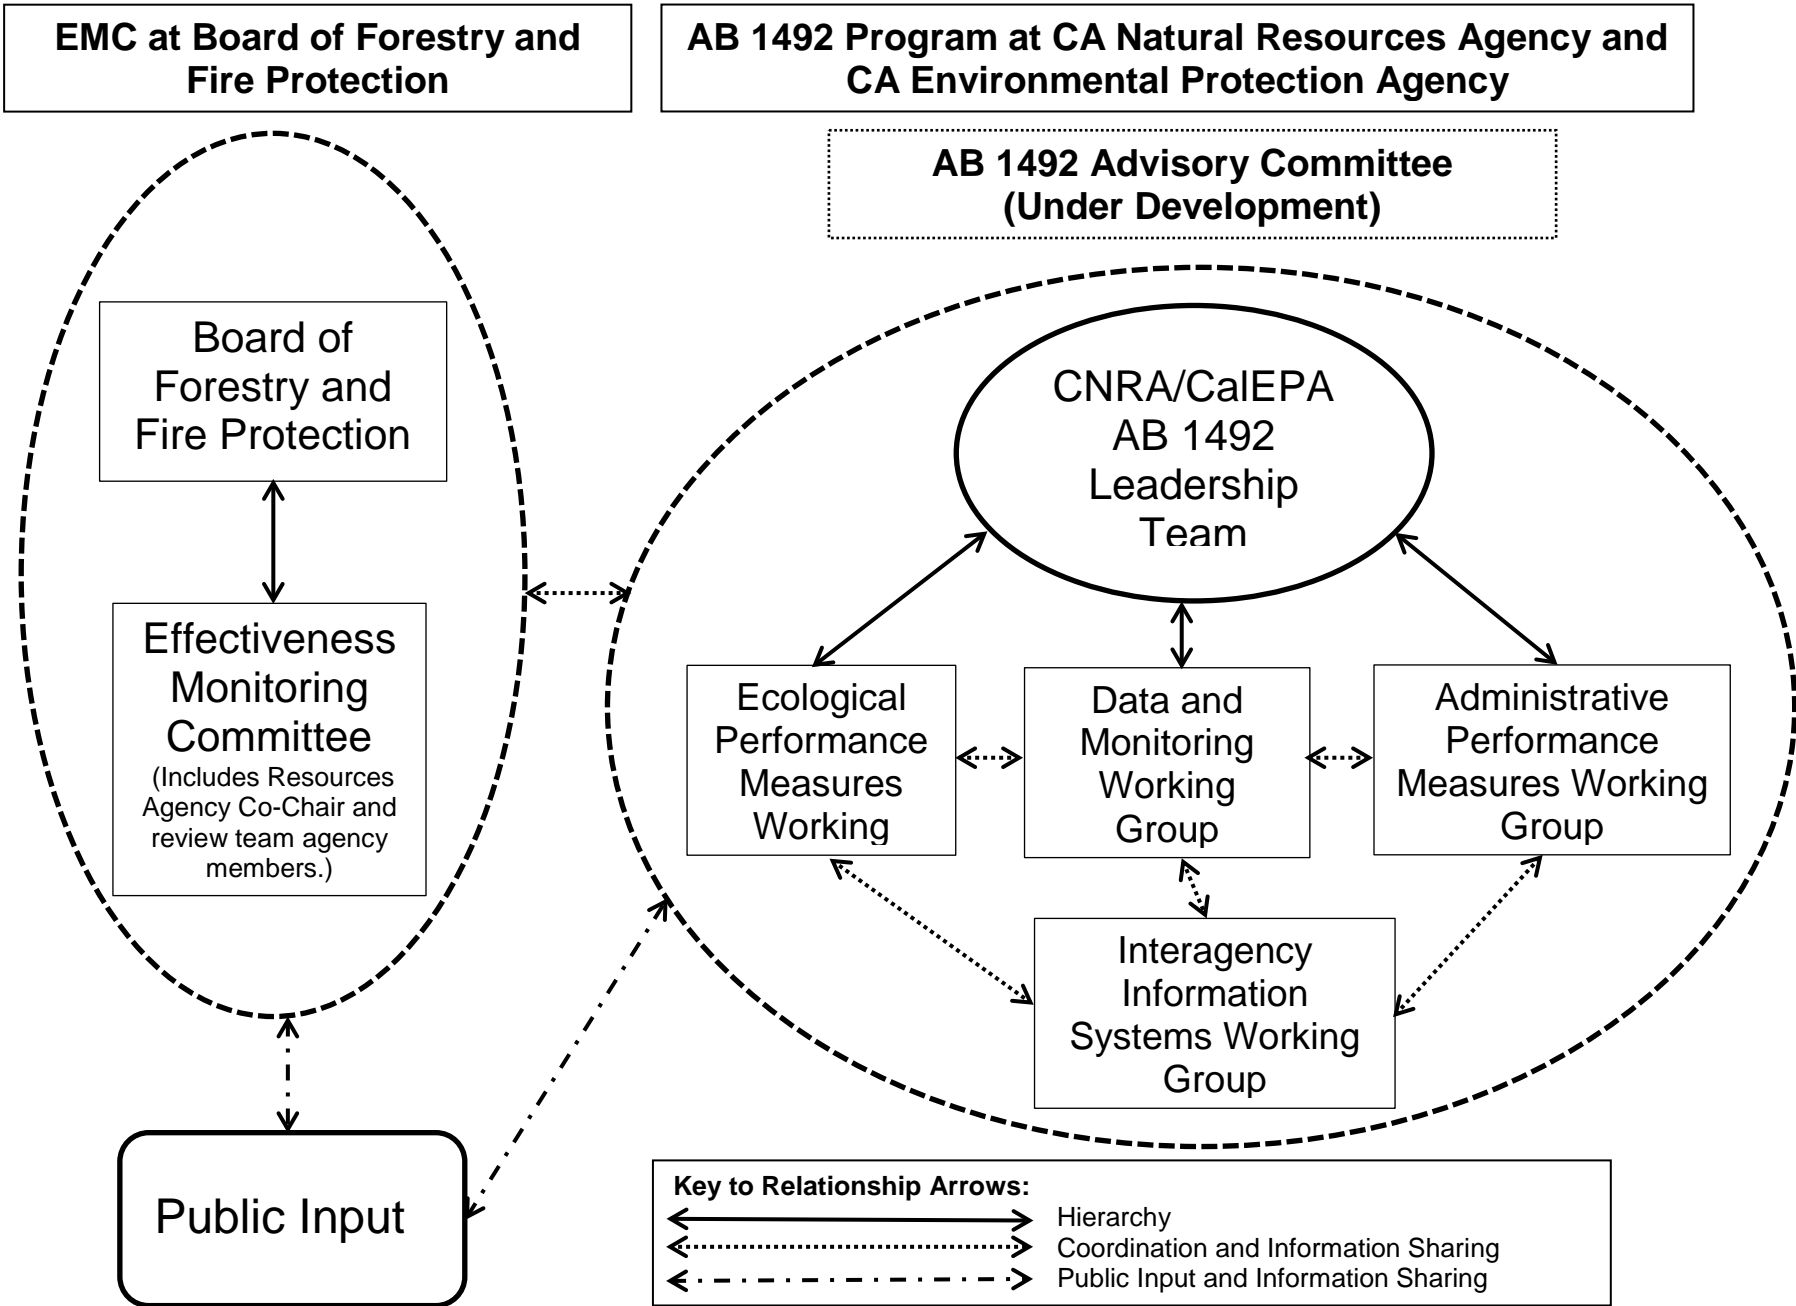 EMC at Board of Forestry and
Fire Protection
AB 1492 Program at CA Natural Resources Agency and
CA Environmental Protection Agency
AB 1492 Advisory Committee
(Under Development)
Board of
Forestry and
Fire Protection
Effectiveness
Monitoring
Committee
(Includes Resources
Agency Co-Chair and
review team agency
members.)
CNRA/CalEPA
AB 1492
Leadership
Team
Ecological
Performance
Measures
Working
Data and
Monitoring
Working
Group
Administrative
Performance
Measures Working
Group
Interagency
Information
Systems Working
Group
Public Input
Key to Relationship Arrows:
Hierarchy
Coordination and Information Sharing
Public Input and Information Sharing